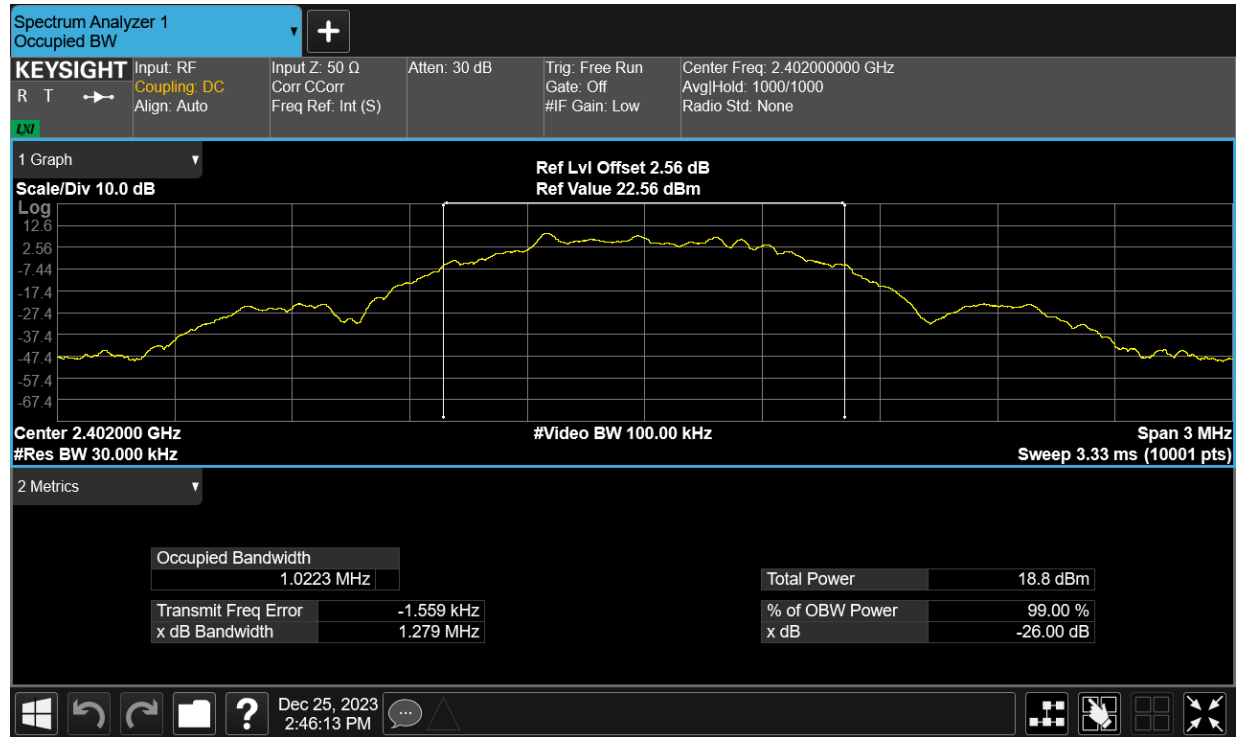 Spectrum Analyzer 1
Occupied BW
KEYSIGHT
R T
LXI
Input: RF
Coupling: DC
Align: Auto
Input Z: 50 Ω
Corr CCorr
Freq Ref: Int (S)
Atten: 30 dB
Trig: Free Run
Gate: Off
#IF Gain: Low
Center Freq: 2.402000000 GHz
Avg|Hold: 1000/1000
Radio Std: None
1 Graph
Scale/Div 10.0 dB
Ref Lvl Offset 2.56 dB
Ref Value 22.56 dBm
Log
12.6
2.56
-7.44
-17.4
-27.4
-37.4
-47.4
-57.4
-67.4
Center 2.402000 GHz
#Res BW 30.000 kHz
#Video BW 100.00 kHz
Span 3 MHz
Sweep 3.33 ms (10001 pts)
2 Metrics
Occupied Bandwidth
1.0223 MHz
Transmit Freq Error -1.559 kHz
x dB Bandwidth 1.279 MHz
Total Power 18.8 dBm
% of OBW Power 99.00 %
x dB -26.00 dB
?
Dec 25, 2023
2:46:13 PM